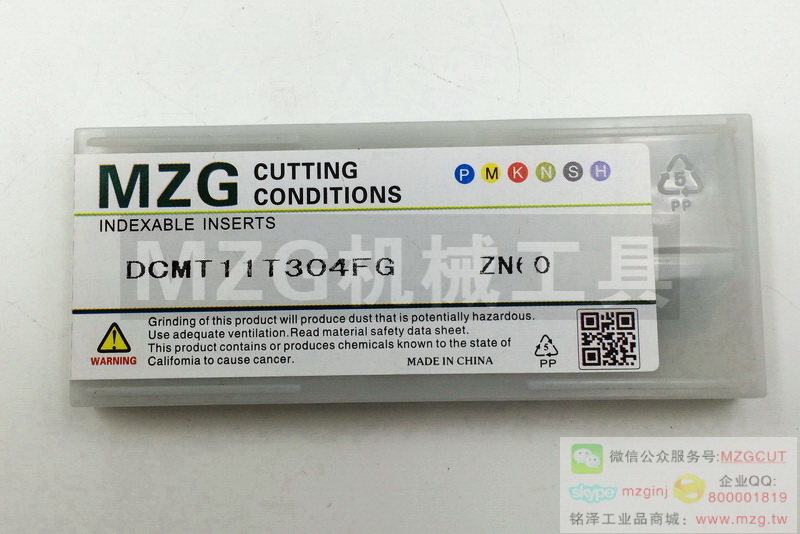 MZG CUTTING CONDITIONS
P M K N S H
INDEXABLE INSERTS
5
PP
MZG机械工具
DCMT11T304FG ZN60
WARNING
Grinding of this product will produce dust that is potentially hazardous.
Use adequate ventilation.Read material safety data sheet.
This product contains or produces chemicals known to the state of
California to cause cancer.
MADE IN CHINA
5
PP
微信公众服务号:MZGCUT
skype mzginj 企业QQ:
800001819
铭泽工业品商城: www.mzg.tw